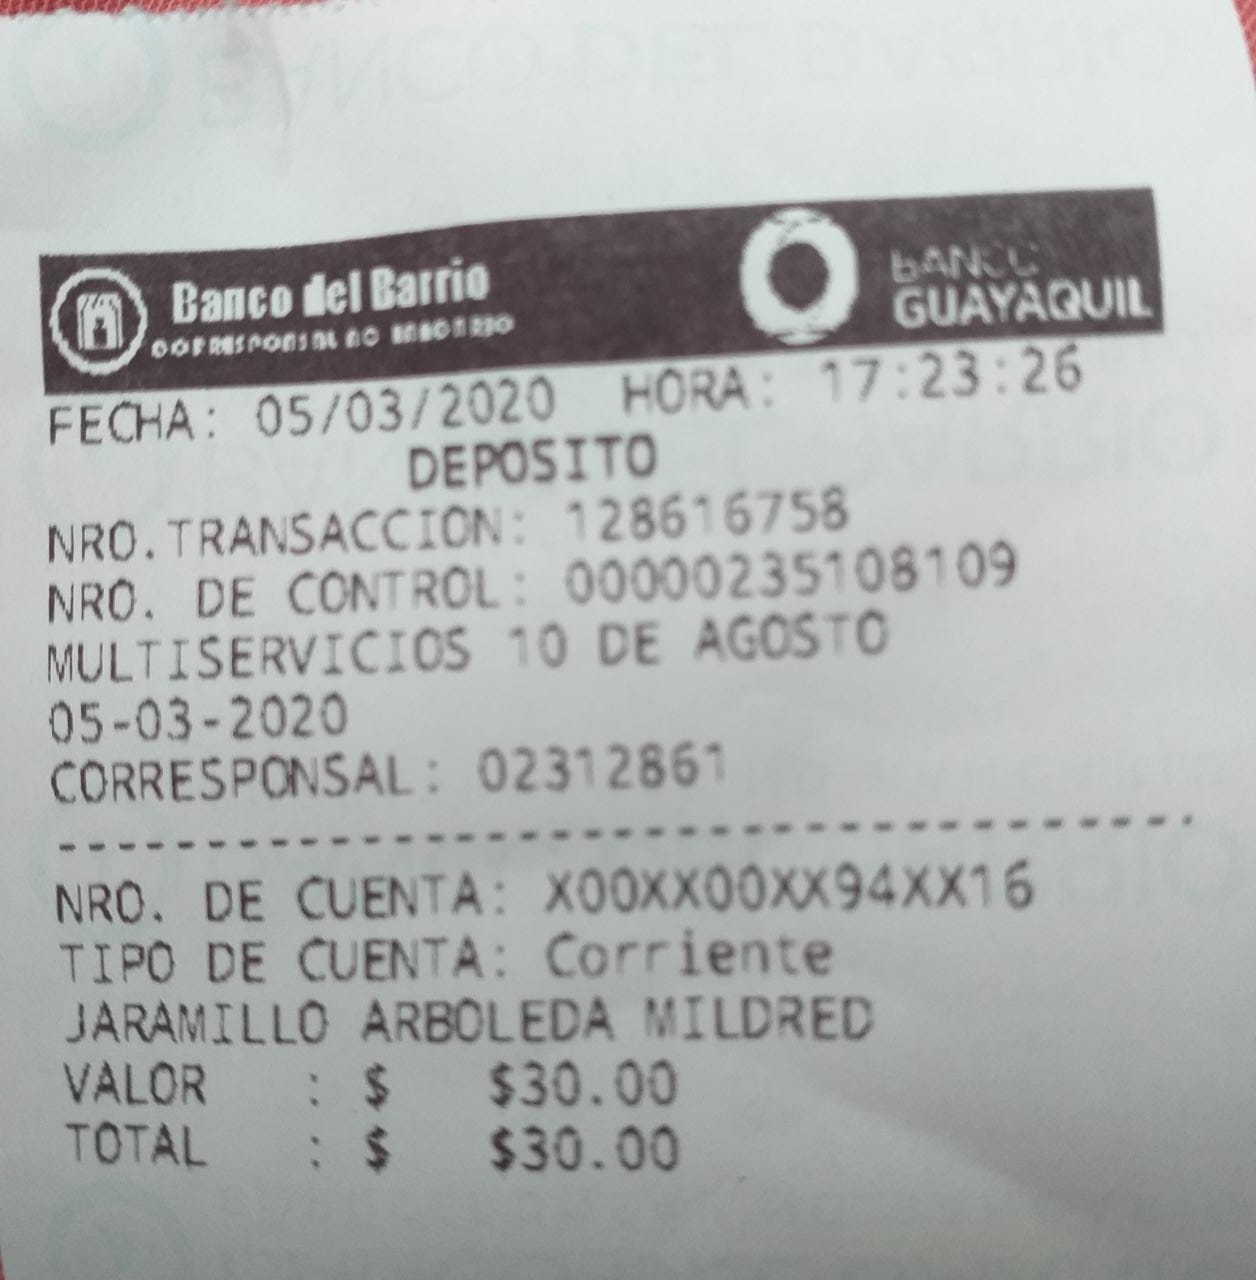 Banco del Barrio
BANCO
GUAYAQUIL
FECHA: 05/03/2020 HORA: 17:23:26
DEPOSITO
NRO.TRANSACCION: 128616758
NRO. DE CONTROL: 00000235108109
MULTISERVICIOS 10 DE AGOSTO
05-03-2020
CORRESPONSAL: 02312861
--------------------------------------
NRO. DE CUENTA: X00XX00XX94XX16
TIPO DE CUENTA: Corriente
JARAMILLO ARBOLEDA MILDRED
VALOR : $ $30.00
TOTAL : $ $30.00